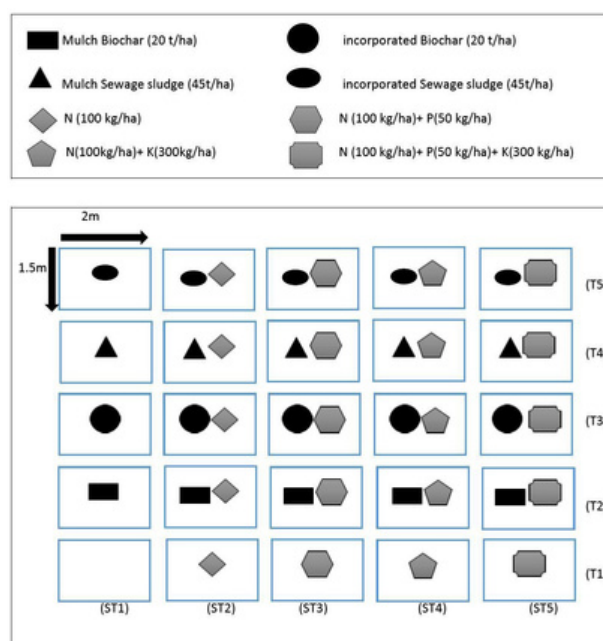 Mulch Biochar (20 t/ha)
incorporated Biochar (20 t/ha)
Mulch Sewage sludge (45t/ha)
incorporated Sewage sludge (45t/ha)
N (100 kg/ha)
N (100 kg/ha)+ P(50 kg/ha)
N(100kg/ha)+ K(300kg/ha)
N (100 kg/ha)+ P(50 kg/ha)+ K(300 kg/ha)
2m
1.5m
(T5
(T4
(T3
(T2
(T1
(ST1)
(ST2)
(ST3)
(ST4)
(ST5)